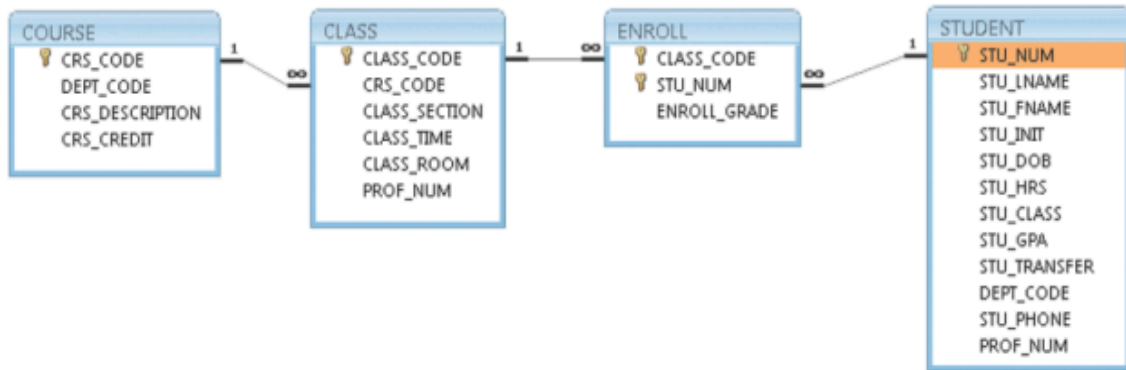 COURSE
CRS_CODE
DEPT_CODE
CRS_DESCRIPTION
CRS_CREDIT
1
∞
CLASS
CLASS_CODE
CRS_CODE
CLASS_SECTION
CLASS_TIME
CLASS_ROOM
PROF_NUM
1
∞
ENROLL
CLASS_CODE
STU_NUM
ENROLL_GRADE
∞
1
STUDENT
STU_NUM
STU_LNAME
STU_FNAME
STU_INIT
STU_DOB
STU_HRS
STU_CLASS
STU_GPA
STU_TRANSFER
DEPT_CODE
STU_PHONE
PROF_NUM